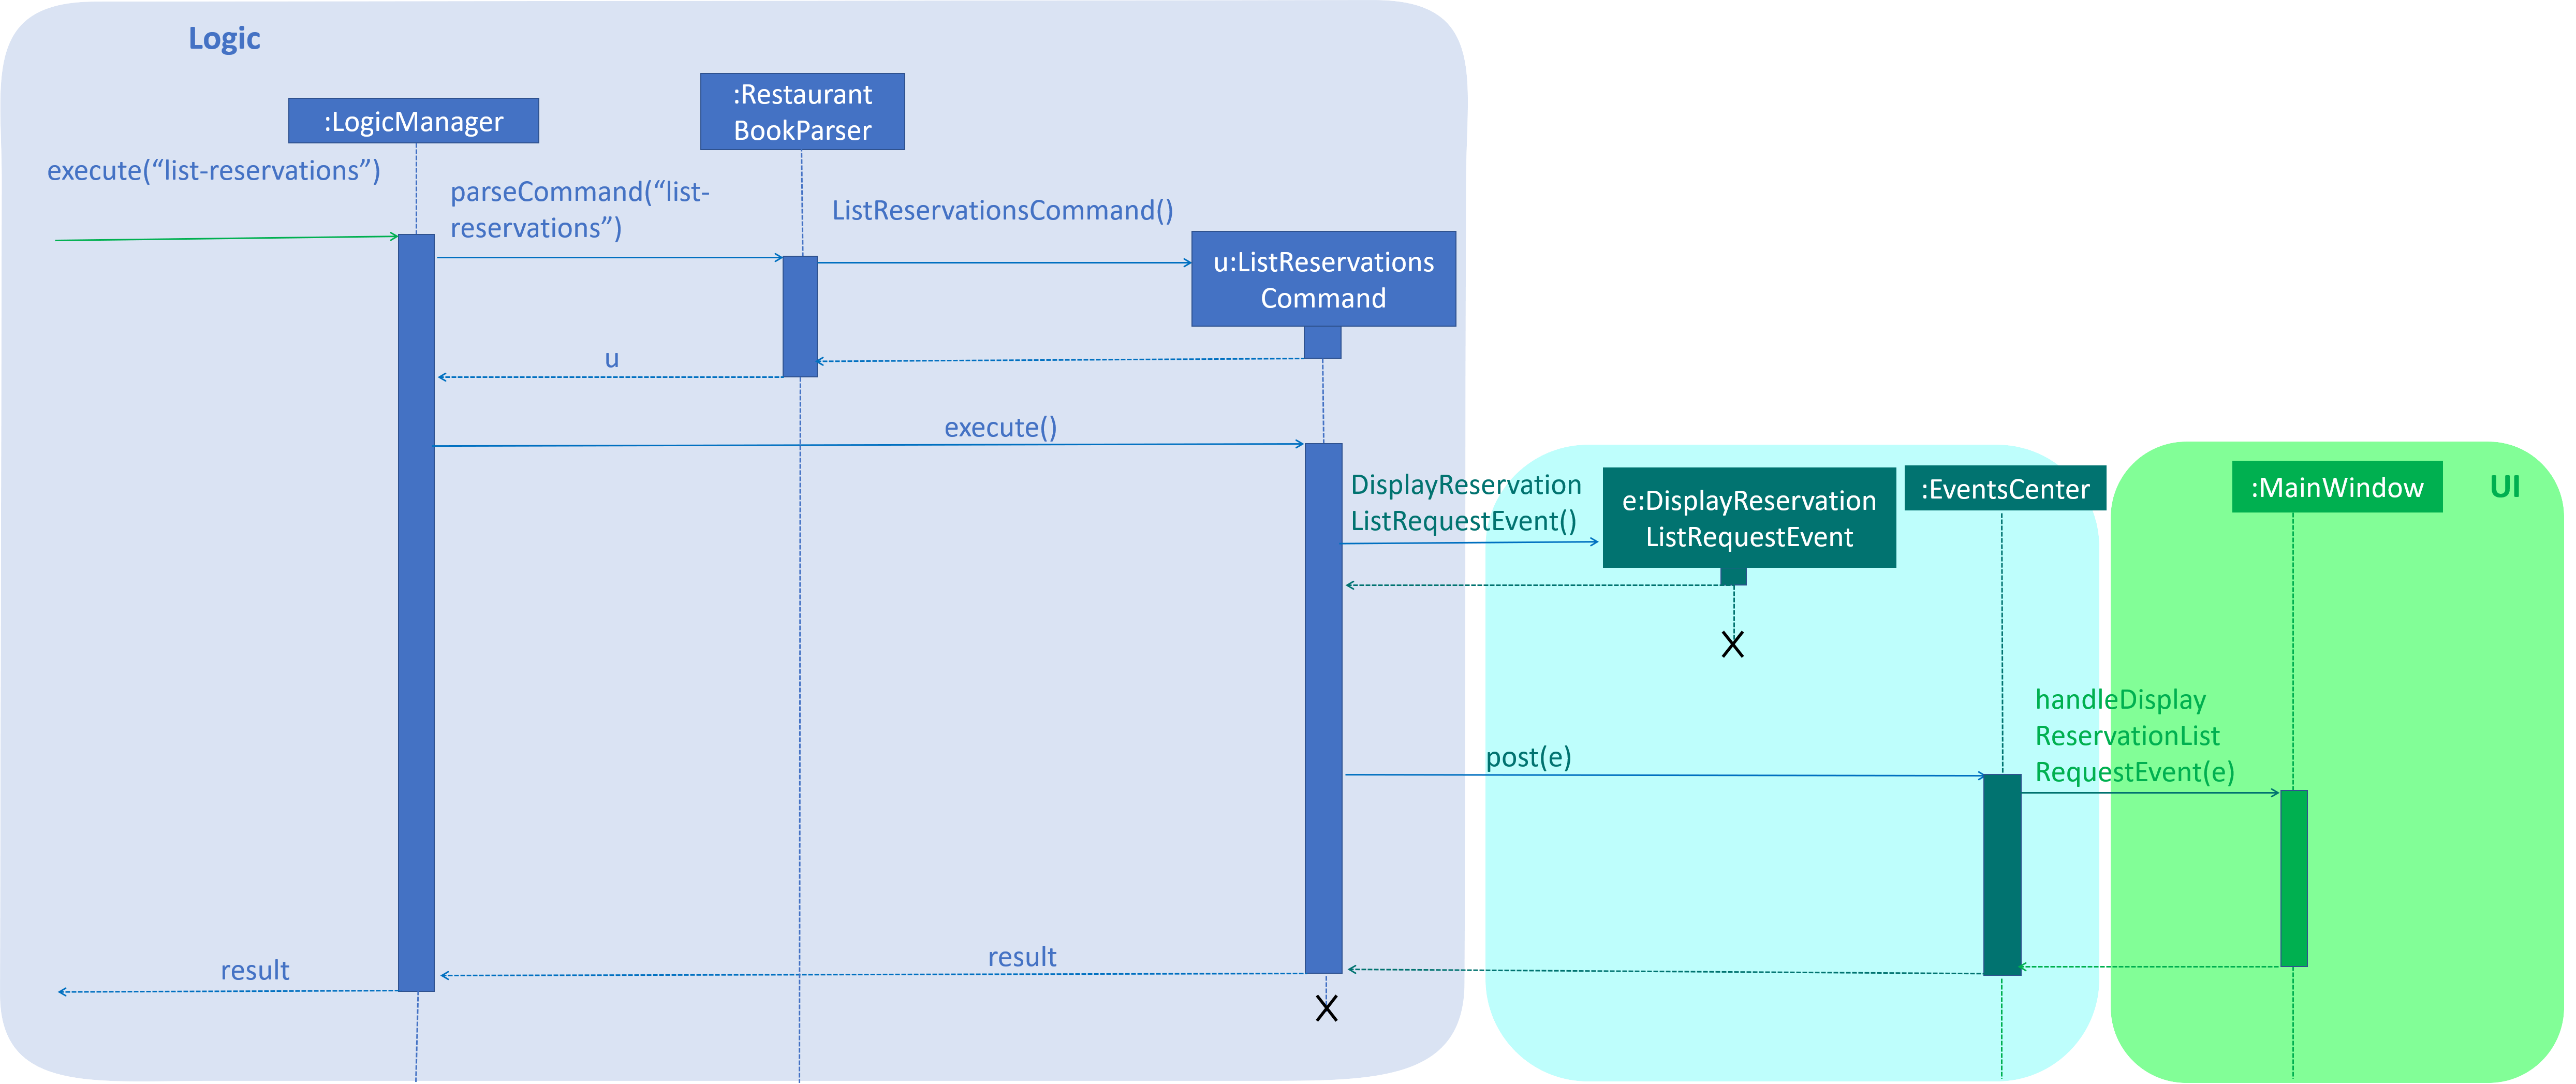 Logic
:LogicManager
:Restaurant
BookParser
execute(“list-reservations”)
parseCommand(“list-
reservations”)
ListReservationsCommand()
u:ListReservations
Command
u
execute()
DisplayReservation
ListRequestEvent()
e:DisplayReservation
ListRequestEvent
:EventsCenter
:MainWindow
UI
X
handleDisplay
ReservationList
RequestEvent(e)
post(e)
result
result
X